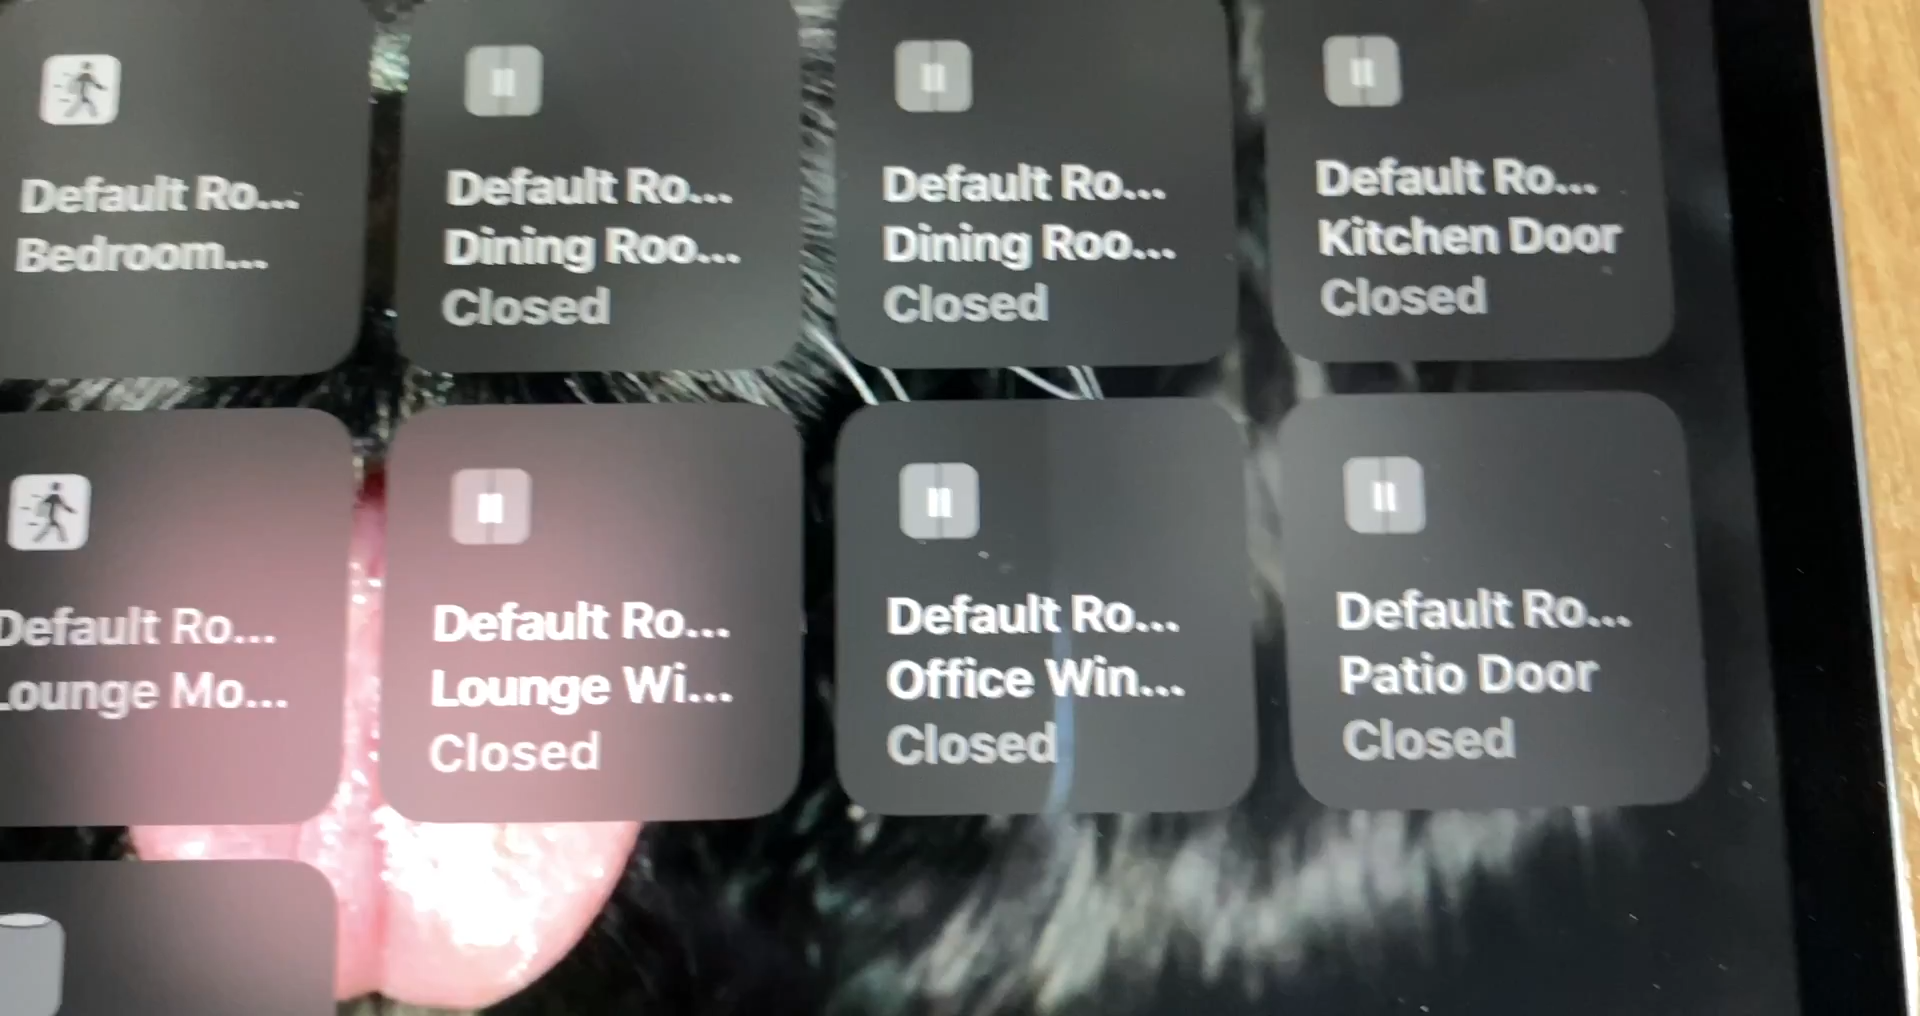 Default Ro...
Bedroom...
Default Ro...
Dining Roo...
Closed
Default Ro...
Dining Roo...
Closed
Default Ro...
Kitchen Door
Closed
Default Ro...
Lounge Mo...
Default Ro...
Lounge Wi...
Closed
Default Ro...
Office Win...
Closed
Default Ro...
Patio Door
Closed